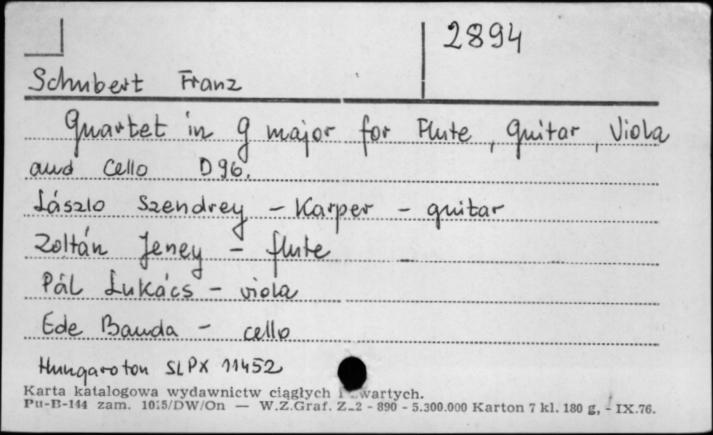 2894
Schubert Franz
Quartet in g major for Flute, guitar, Viola
and cello D96.
László Szendrey - Karper - guitar
Zoltán Jeney - flute
Pál Lukács - viola
Ede Banda - cello
Hungaroton SLPX 11452
Karta katalogowa wydawnictw ciągłych i zwartych.
Pu-B-144 zam. 1015/DW/On — W.Z.Graf. Z.2 - 890 - 5.300.000 Karton 7 kl. 180 g, - IX.76.